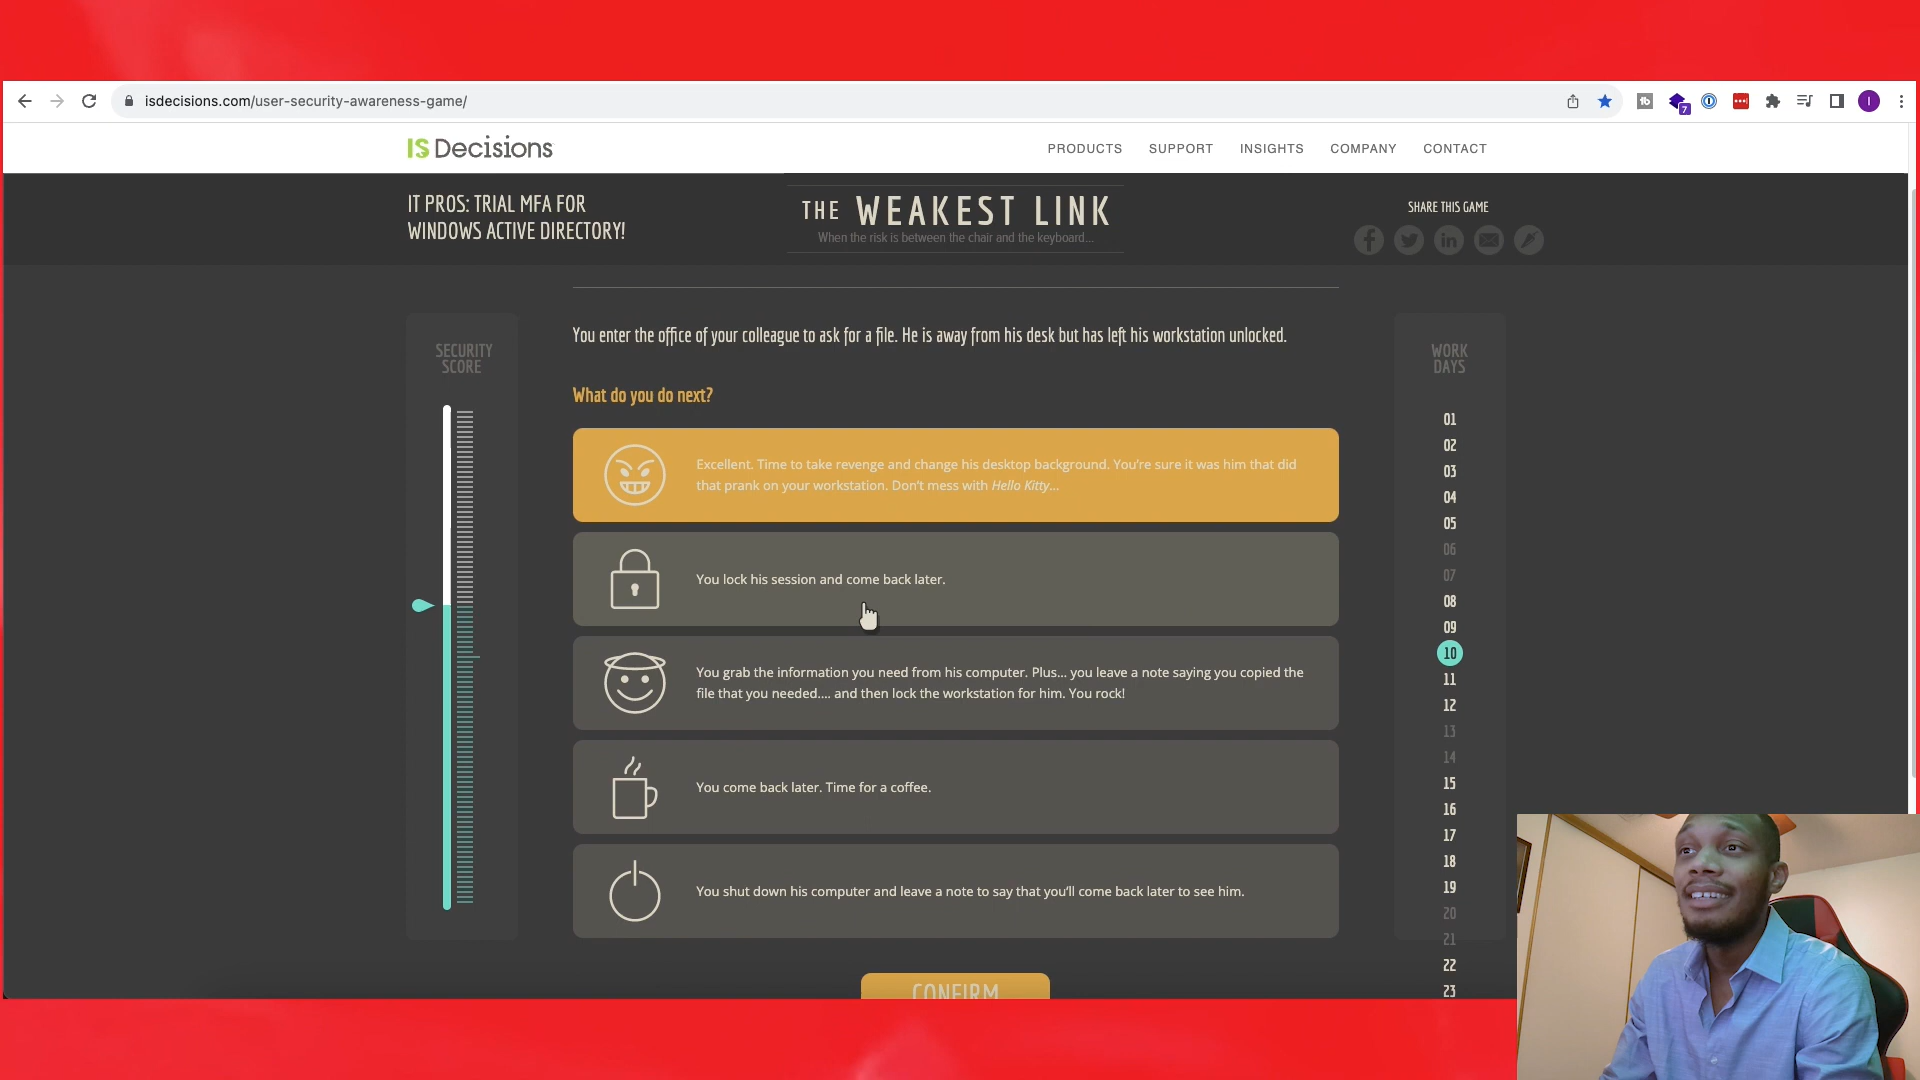 isdecisions.com/user-security-awareness-game/
7
I
IS Decisions
PRODUCTS SUPPORT INSIGHTS COMPANY CONTACT
IT PROS: TRIAL MFA FOR
WINDOWS ACTIVE DIRECTORY!
THE WEAKEST LINK
When the risk is between the chair and the keyboard...
SHARE THIS GAME
SECURITY
SCORE
You enter the office of your colleague to ask for a file. He is away from his desk but has left his workstation unlocked.
What do you do next?
Excellent. Time to take revenge and change his desktop background. You're sure it was him that did
that prank on your workstation. Don't mess with Hello Kitty...
You lock his session and come back later.
You grab the information you need from his computer. Plus... you leave a note saying you copied the
file that you needed.... and then lock the workstation for him. You rock!
You come back later. Time for a coffee.
You shut down his computer and leave a note to say that you'll come back later to see him.
CONFIRM
WORK
DAYS
01
02
03
04
05
06
07
08
09
10
11
12
13
14
15
16
17
18
19
20
21
22
23